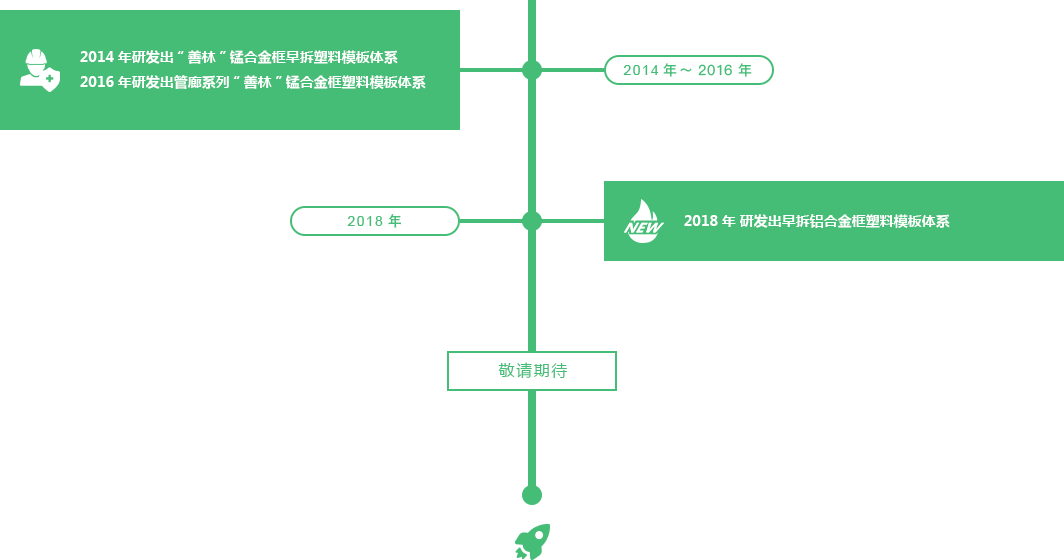 2014 年研发出“善林”锰合金框早拆塑料模板体系
2016 年研发出管廊系列“善林”锰合金框塑料模板体系
2014 年～ 2016 年
2018 年
NEW
2018 年 研发出早拆铝合金框塑料模板体系
敬请期待